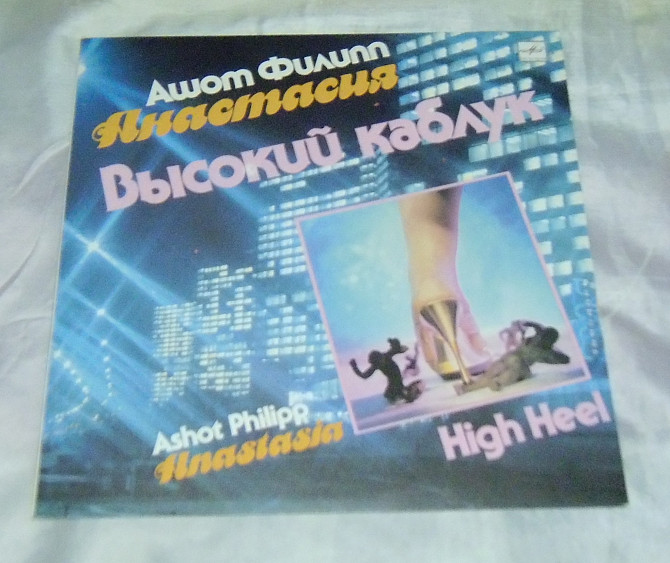 Ашот Филипп
Анастасия
Высокий каблук
Ashot Philipp
Anastasia
High Heel